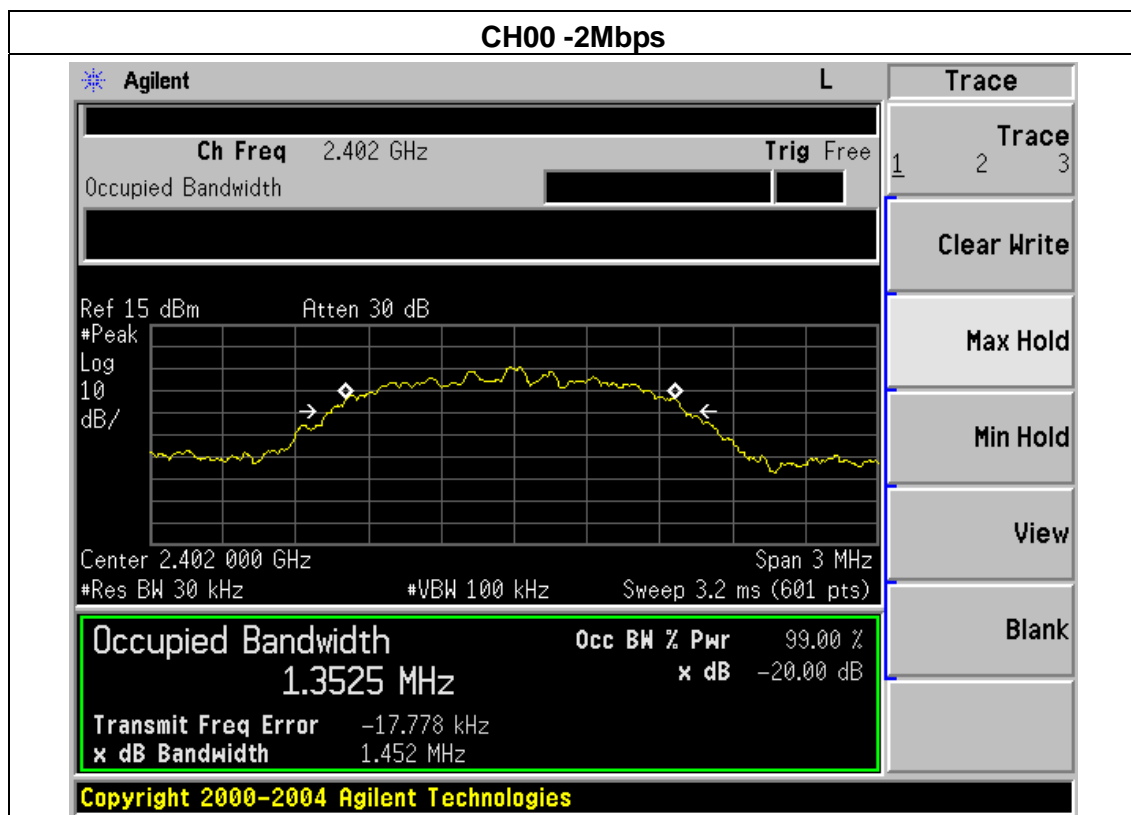 CH00 -2Mbps
Agilent L Trace
Ch Freq 2.402 GHz Trig Free
Occupied Bandwidth
Trace
1 2 3
Clear Write
Max Hold
Min Hold
View
Blank
Ref 15 dBm Atten 30 dB
#Peak
Log
10
dB/
Center 2.402 000 GHz Span 3 MHz
#Res BW 30 kHz #VBW 100 kHz Sweep 3.2 ms (601 pts)
Occupied Bandwidth Occ BW % Pwr 99.00 %
1.3525 MHz x dB -20.00 dB
Transmit Freq Error -17.778 kHz
x dB Bandwidth 1.452 MHz
Copyright 2000-2004 Agilent Technologies